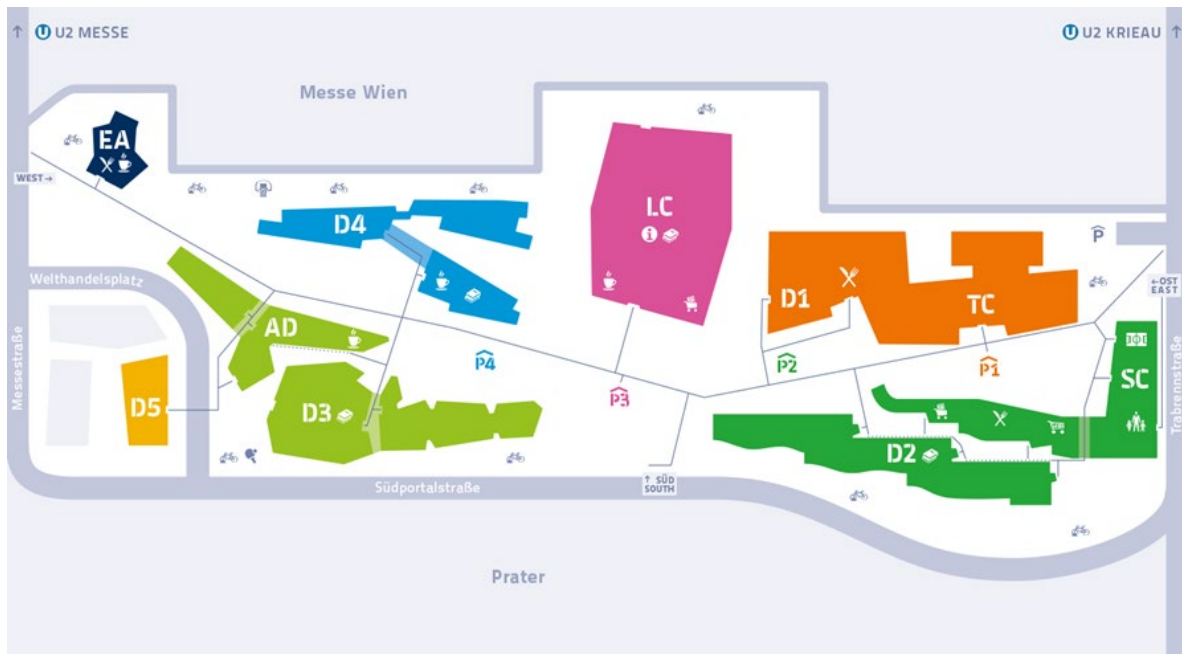 U2 MESSE
U2 KRIEAU
Messe Wien
EA
WEST→
D4
LC
P
D1
TC
←OST
EAST
Welthandelsplatz
AD
P4
P2
P1
P3
SC
Messestraße
D5
D3
D2
Trabrennstraße
↑ SÜD
SOUTH
Südportalstraße
Prater